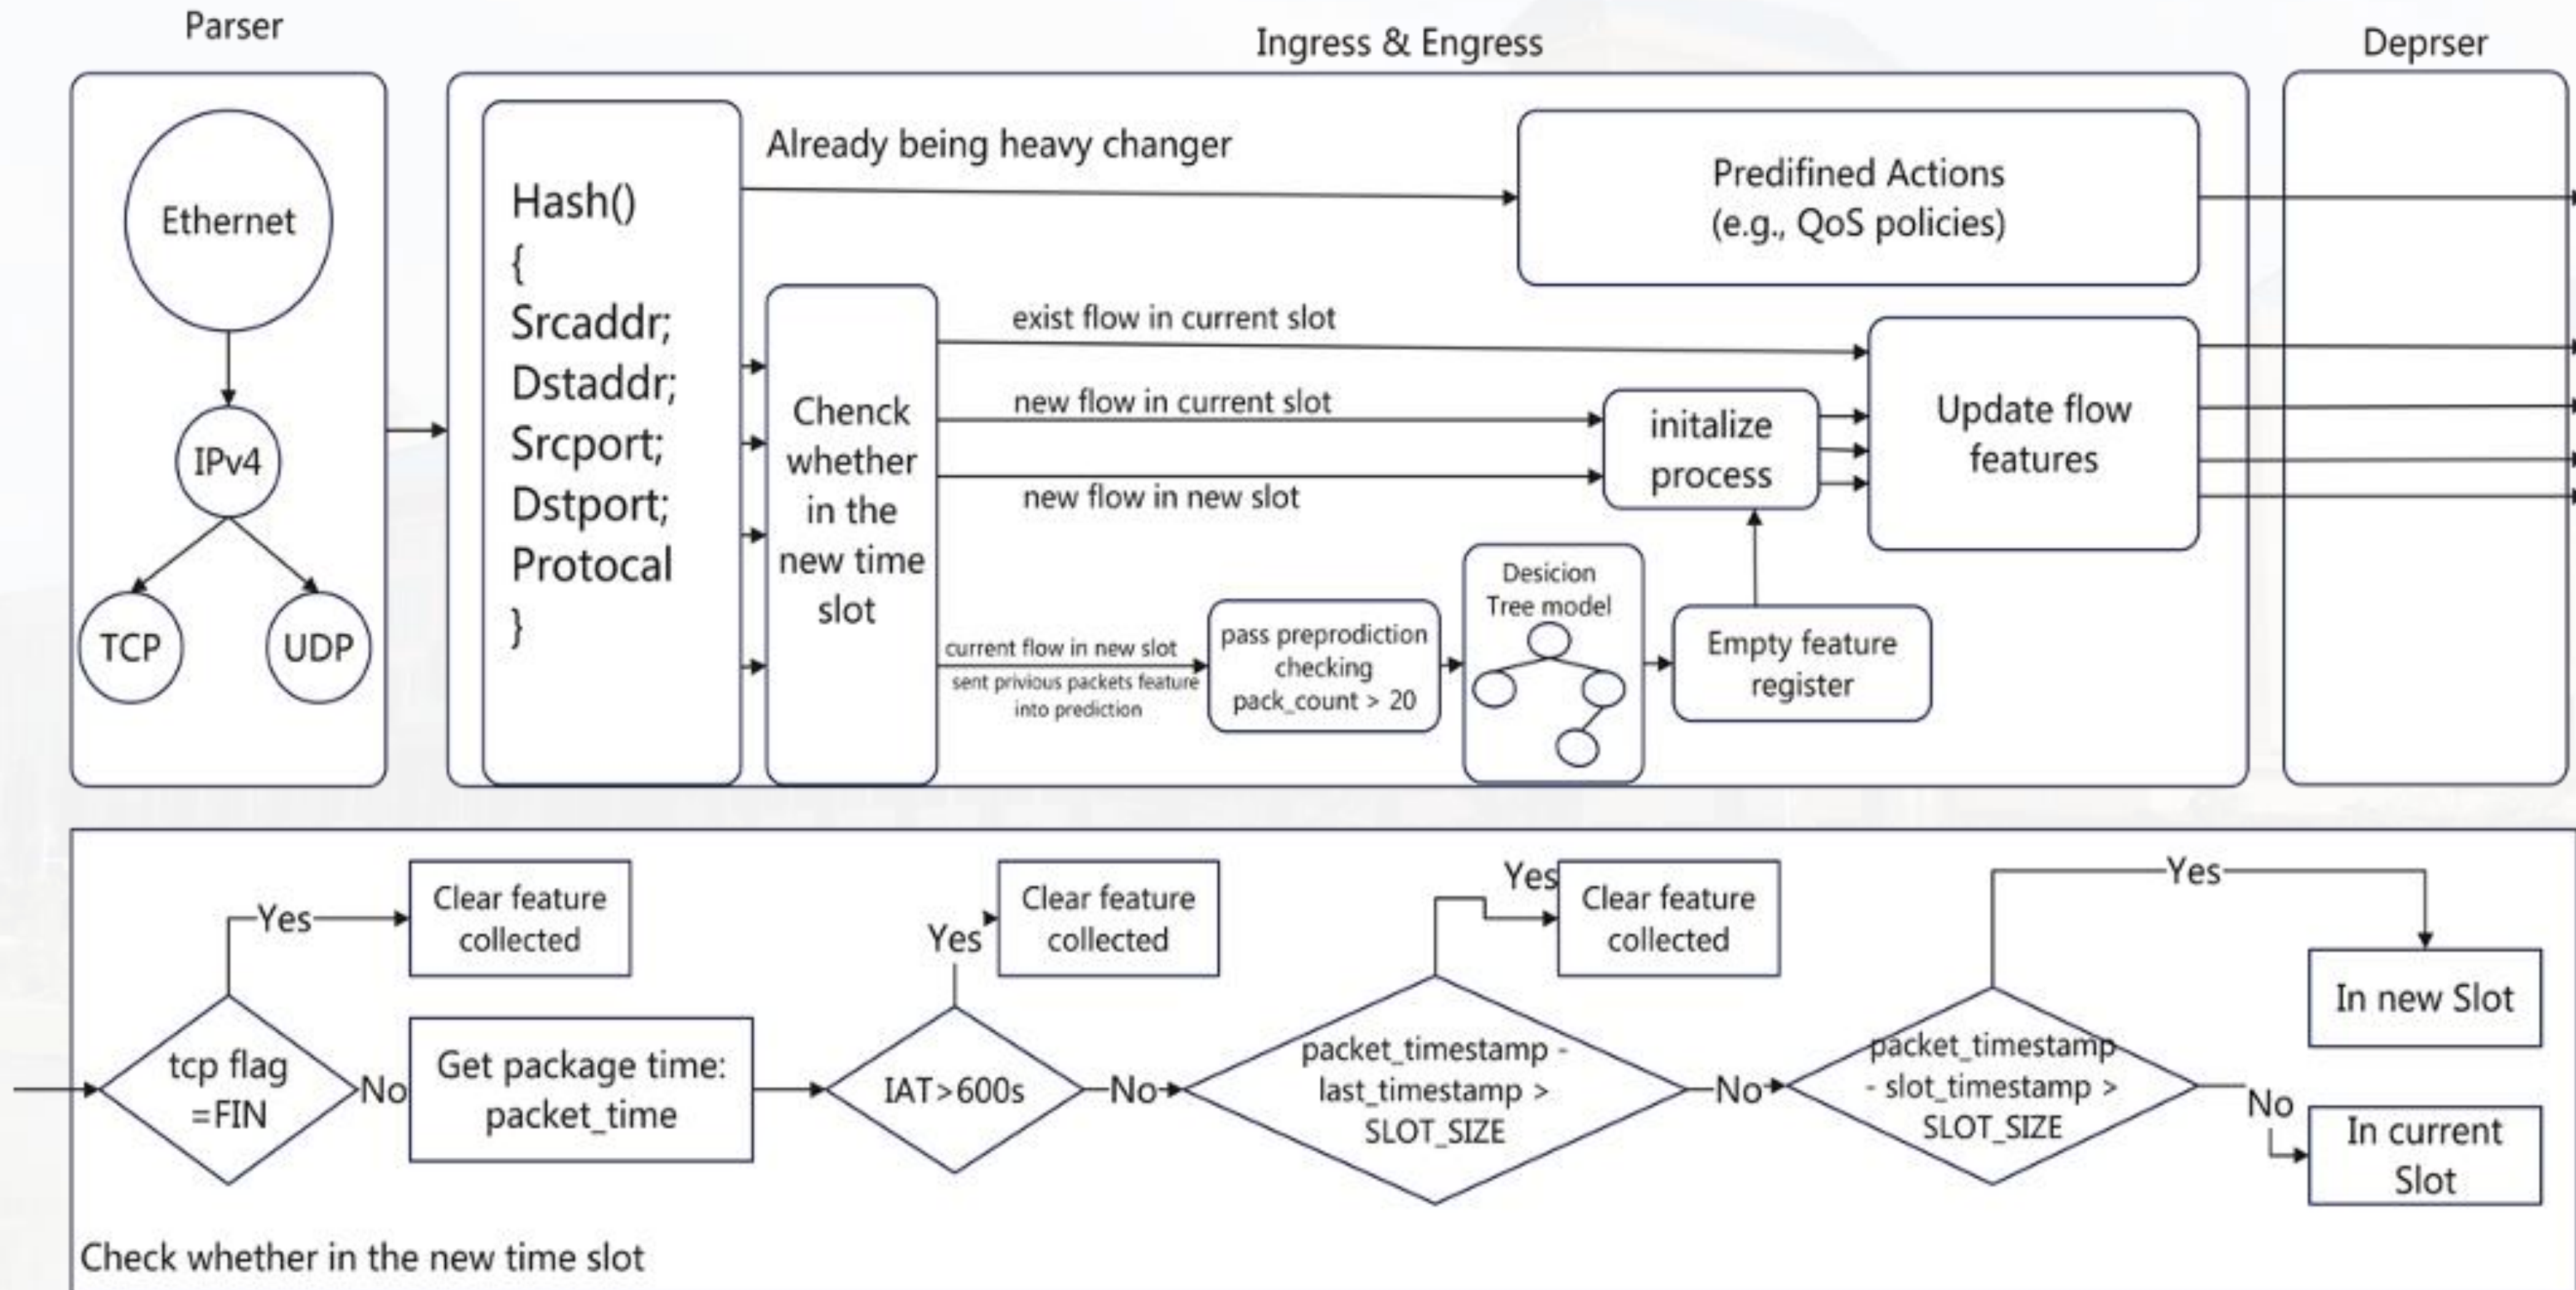 Parser
Ingress & Engress
Deprser
Ethernet
IPv4
TCP
UDP
Hash()
{
Srcaddr;
Dstaddr;
Srcport;
Dstport;
Protocal
}
Already being heavy changer
Predifined Actions
(e.g., QoS policies)
Chenck
whether
in the
new time
slot
exist flow in current slot
new flow in current slot
new flow in new slot
current flow in new slot
sent privious packets feature
into prediction
initalize
process
Update flow
features
pass preprodiction
checking
pack_count > 20
Desicion
Tree model
Empty feature
register
tcp flag
=FIN
Yes
Clear feature
collected
No
Get package time:
packet_time
IAT>600s
Yes
Clear feature
collected
No
packet_timestamp -
last_timestamp >
SLOT_SIZE
Yes
Clear feature
collected
No
packet_timestamp
- slot_timestamp >
SLOT_SIZE
Yes
In new Slot
No
In current
Slot
Check whether in the new time slot